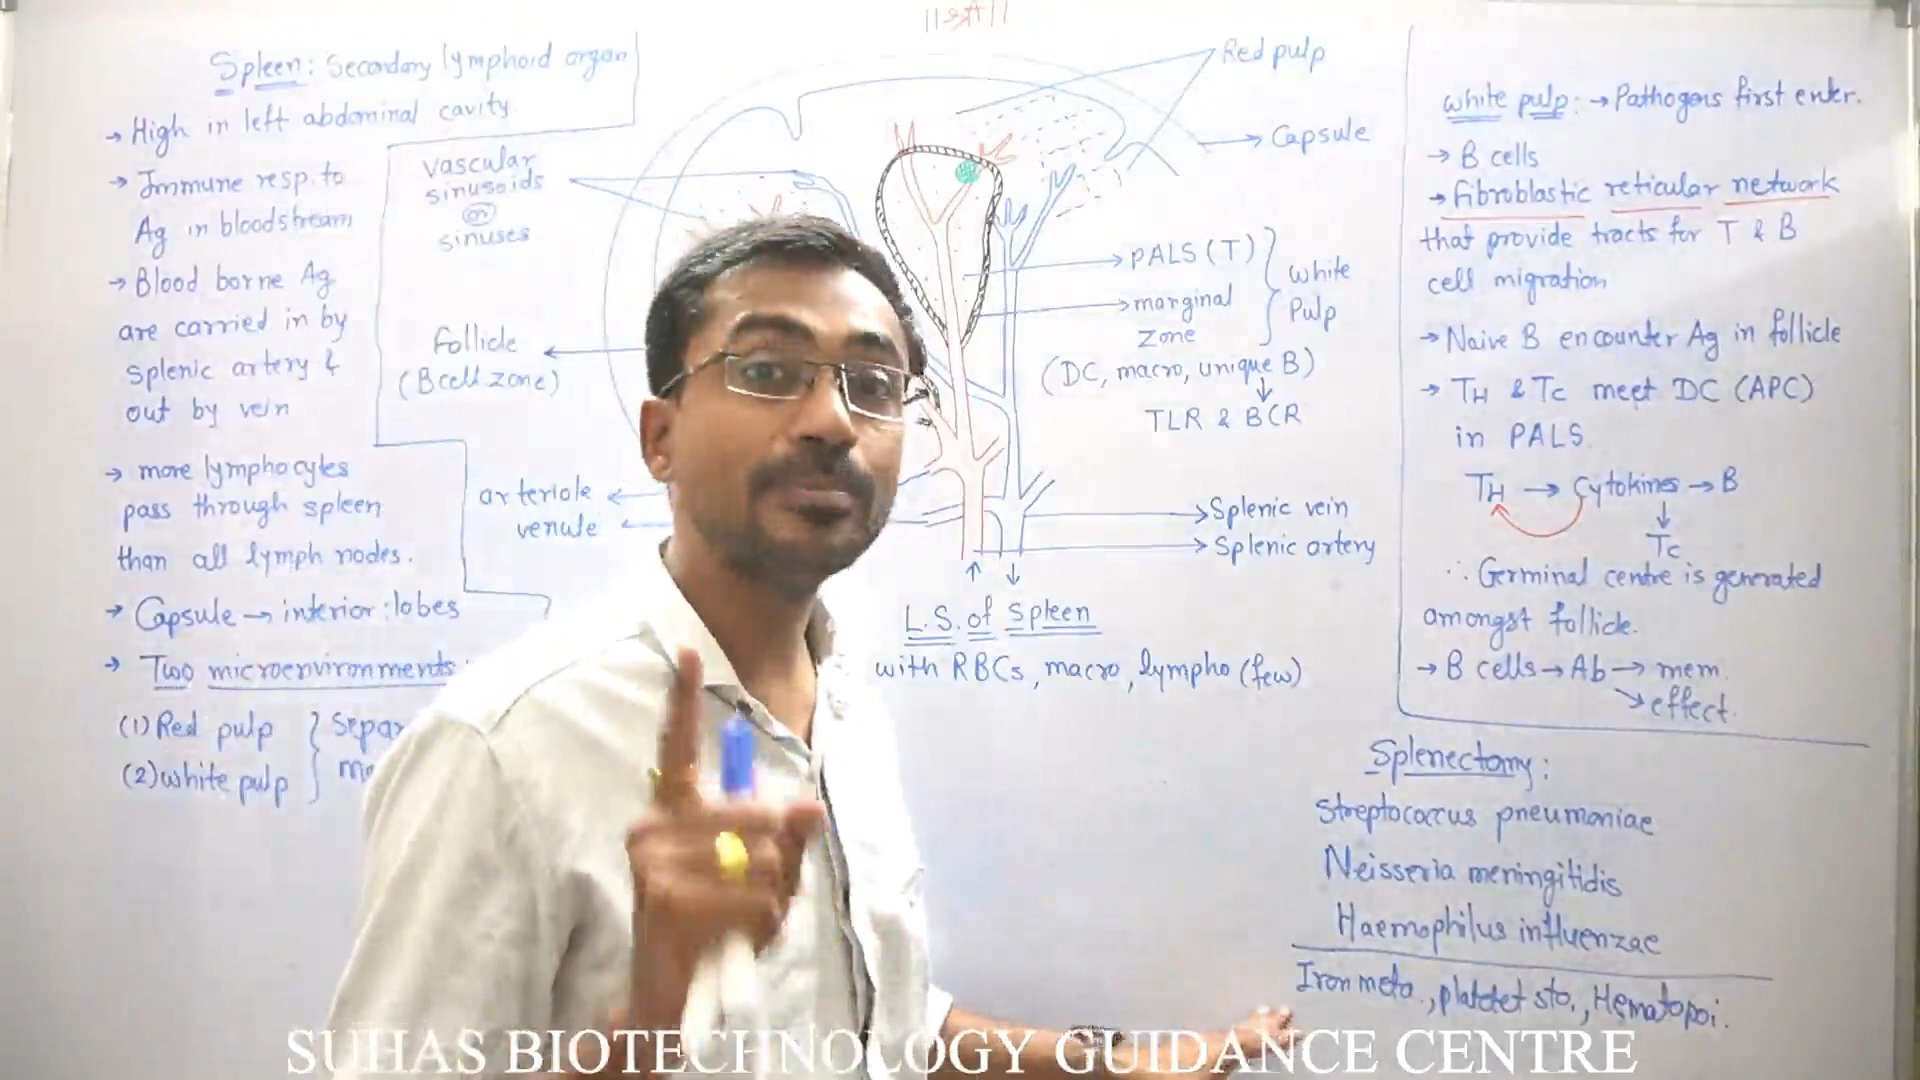 ॥श्री॥
Spleen: Secondary lymphoid organ
→ High in left abdominal cavity.
→ Immune resp. to
Ag in bloodstream
→ Blood borne Ag
are carried in by
splenic artery &
out by vein
→ more lymphocytes
pass through spleen
than all lymph nodes.
→ Capsule → interior: lobes
→ Two microenvironments:
(1) Red pulp
(2) white pulp
} Separ
vascular
sinusoids
(or)
sinuses
follicle
(B cell zone)
arteriole
venule
Red pulp
Capsule
PALS (T)
marginal
zone
} white
pulp
(DC, macro, unique B)
↓
TLR & BCR
Splenic vein
Splenic artery
↑ ↓
L.S. of Spleen
with RBCs, macro, lympho (few)
white pulp: → Pathogens first enter.
→ B cells
→ fibroblastic reticular network
that provide tracts for T & B
cell migration
→ Naive B encounter Ag in follicle
→ TH & Tc meet DC (APC)
in PALS.
TH → Cytokines → B
↓
Tc
∴ Germinal centre is generated
amongst follicle.
→ B cells → Ab → mem.
↘ effect.
Splenectomy:
Streptococcus pneumoniae
Neisseria meningitidis
Haemophilus influenzae
Iron meta., platelet sto., Hematopoi.
SUHAS BIOTECHNOLOGY GUIDANCE CENTRE